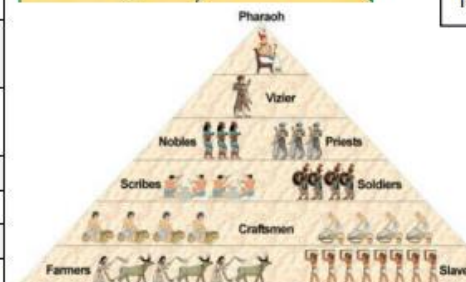 Pharaoh
Vizier
Nobles Priests
Scribes Soldiers
Craftsmen
Farmers